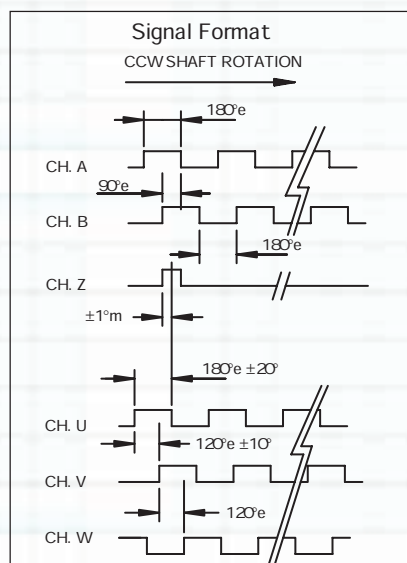 Signal Format
CCW SHAFT ROTATION
180°e
CH. A
90°e
CH. B
180°e
CH. Z
±1°m
180°e ±20°
CH. U
120°e ±10°
CH. V
120°e
CH. W